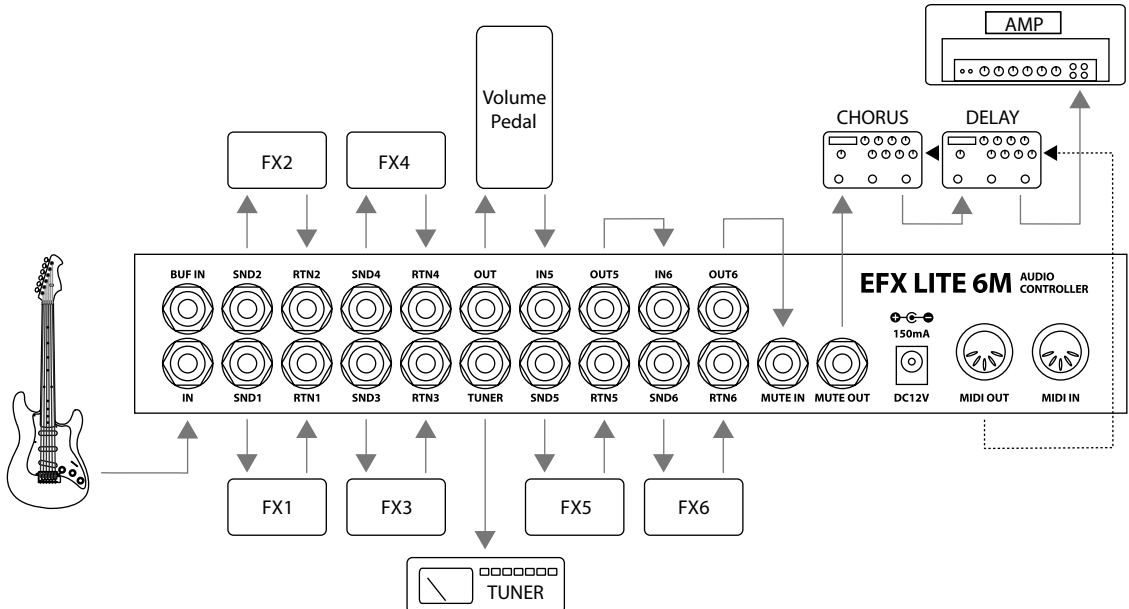 AMP
CHORUS
DELAY
Volume
Pedal
FX2
FX4
BUF IN
SND2
RTN2
SND4
RTN4
OUT
IN5
OUT5
IN6
OUT6
EFX LITE 6M
AUDIO
CONTROLLER
150mA
IN
SND1
RTN1
SND3
RTN3
TUNER
SND5
RTN5
SND6
RTN6
MUTE IN
MUTE OUT
DC12V
MIDI OUT
MIDI IN
FX1
FX3
FX5
FX6
TUNER